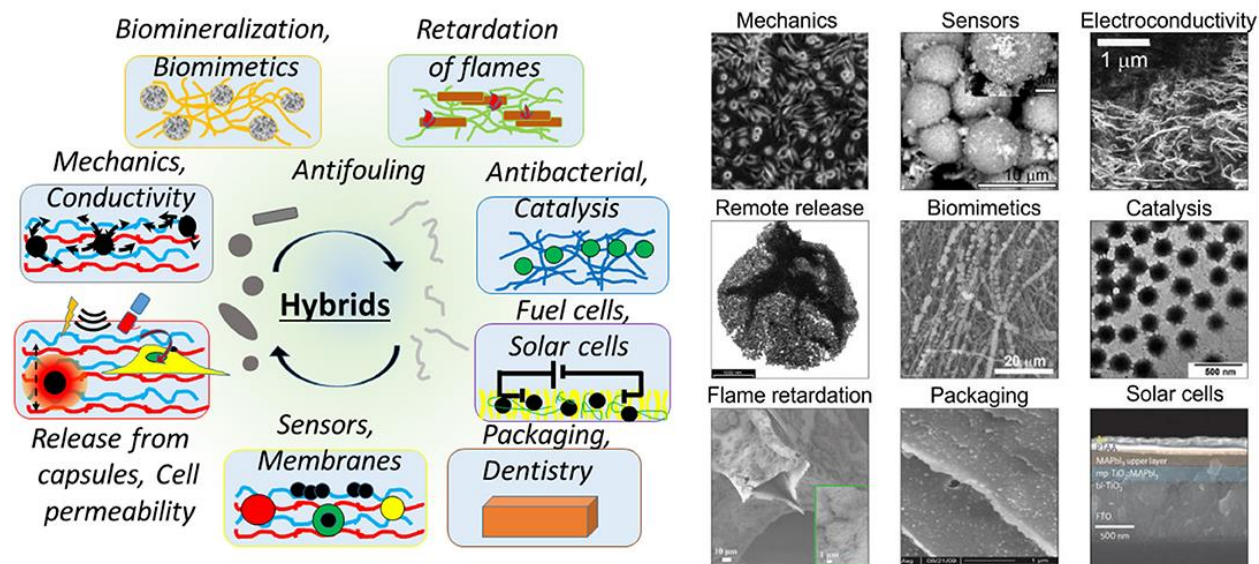 Biomineralization,
Biomimetics
Retardation
of flames
Mechanics,
Conductivity
Antifouling
Antibacterial,
Catalysis
Hybrids
Fuel cells,
Solar cells
Release from
capsules, Cell
permeability
Sensors,
Membranes
Packaging,
Dentistry
Mechanics
Sensors
Electroconductivity
10 μm
1 μm
Remote release
Biomimetics
Catalysis
20 μm
500 nm
Flame retardation
Packaging
Solar cells
10 μm
1 μm
MAPbI₃ upper layer
mp-TiO₂-MAPbI₃
bl-TiO₂
FTO
500 nm